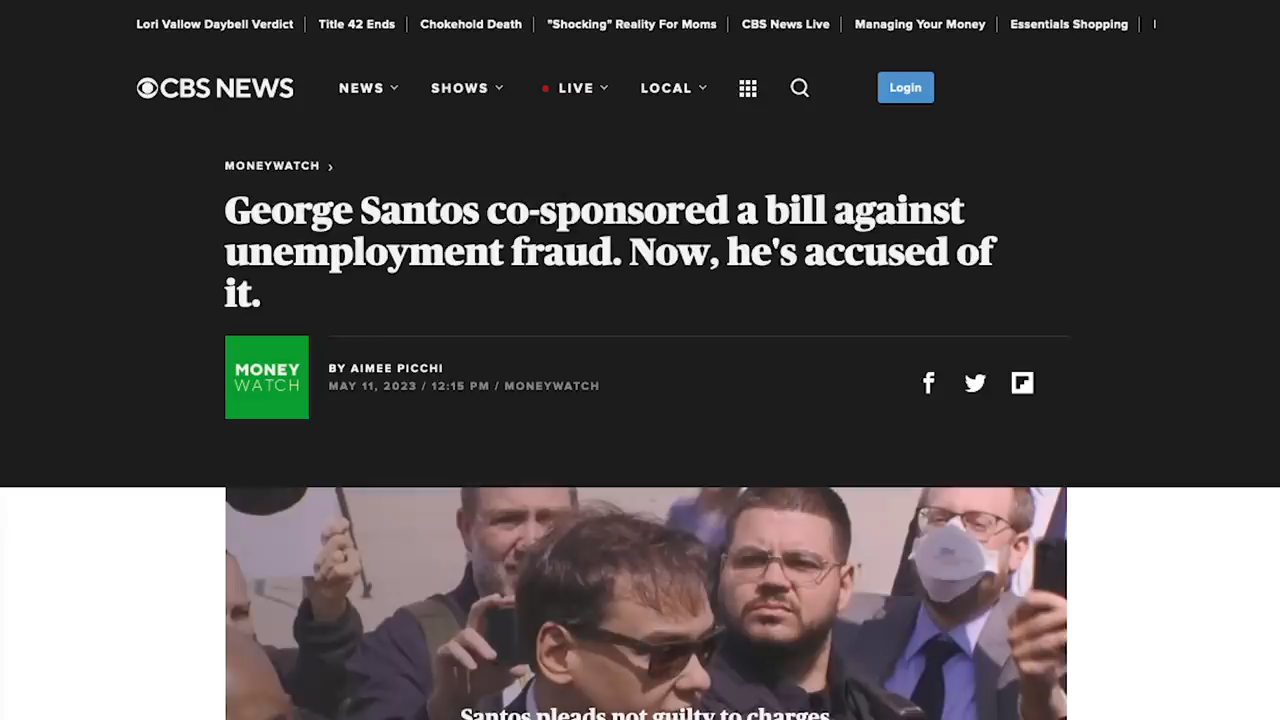 Lori Vallow Daybell Verdict Title 42 Ends Chokehold Death "Shocking" Reality For Moms CBS News Live Managing Your Money Essentials Shopping
CBS NEWS NEWS SHOWS LIVE LOCAL Login
MONEYWATCH
George Santos co-sponsored a bill against
unemployment fraud. Now, he's accused of
it.
MONEY
WATCH
BY AIMEE PICCHI
MAY 11, 2023 / 12:15 PM / MONEYWATCH
Santos pleads not guilty to charges